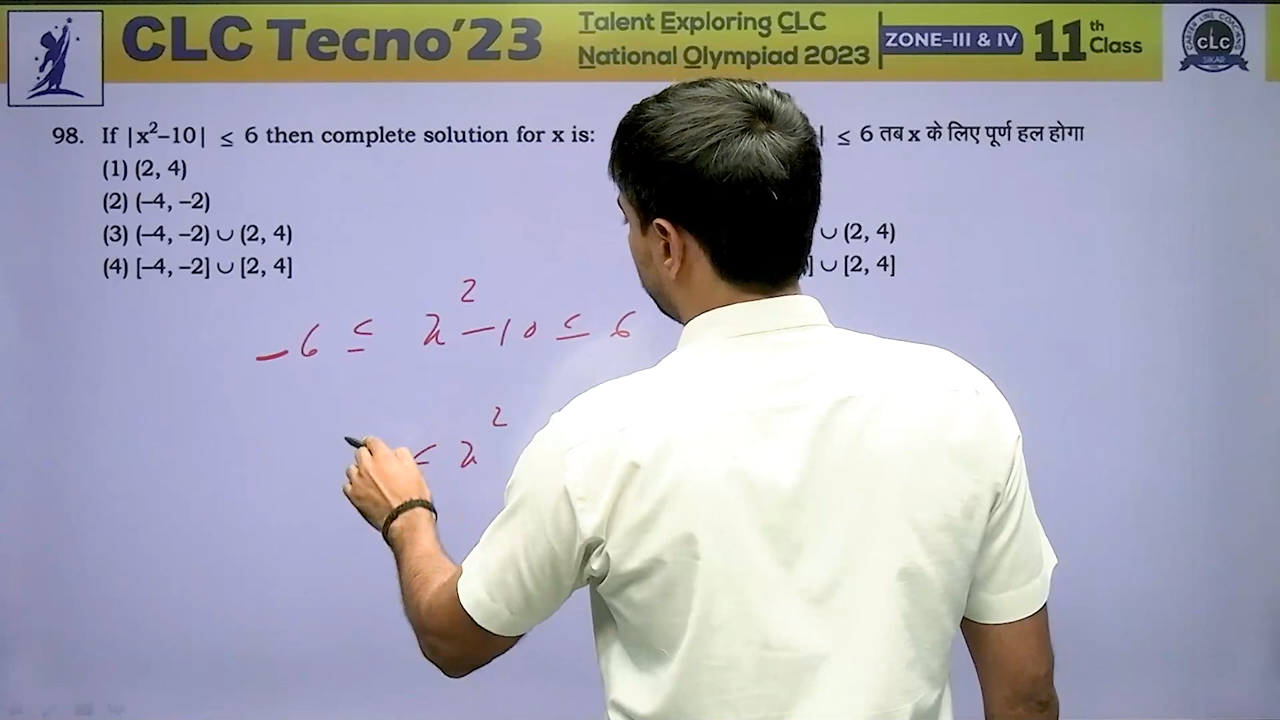 CLC Tecno’23
Talent Exploring CLC
National Olympiad 2023
ZONE–III & IV
11th Class
CLC
SIKAR
98. If |x²–10| ≤ 6 then complete solution for x is:
| ≤ 6 तब x के लिए पूर्ण हल होगा
(1) (2, 4)
(2) (–4, –2)
(3) (–4, –2) ∪ (2, 4)
∪ (2, 4)
(4) [–4, –2] ∪ [2, 4]
] ∪ [2, 4]
–6 ≤ x²–10 ≤ 6
≤ x²